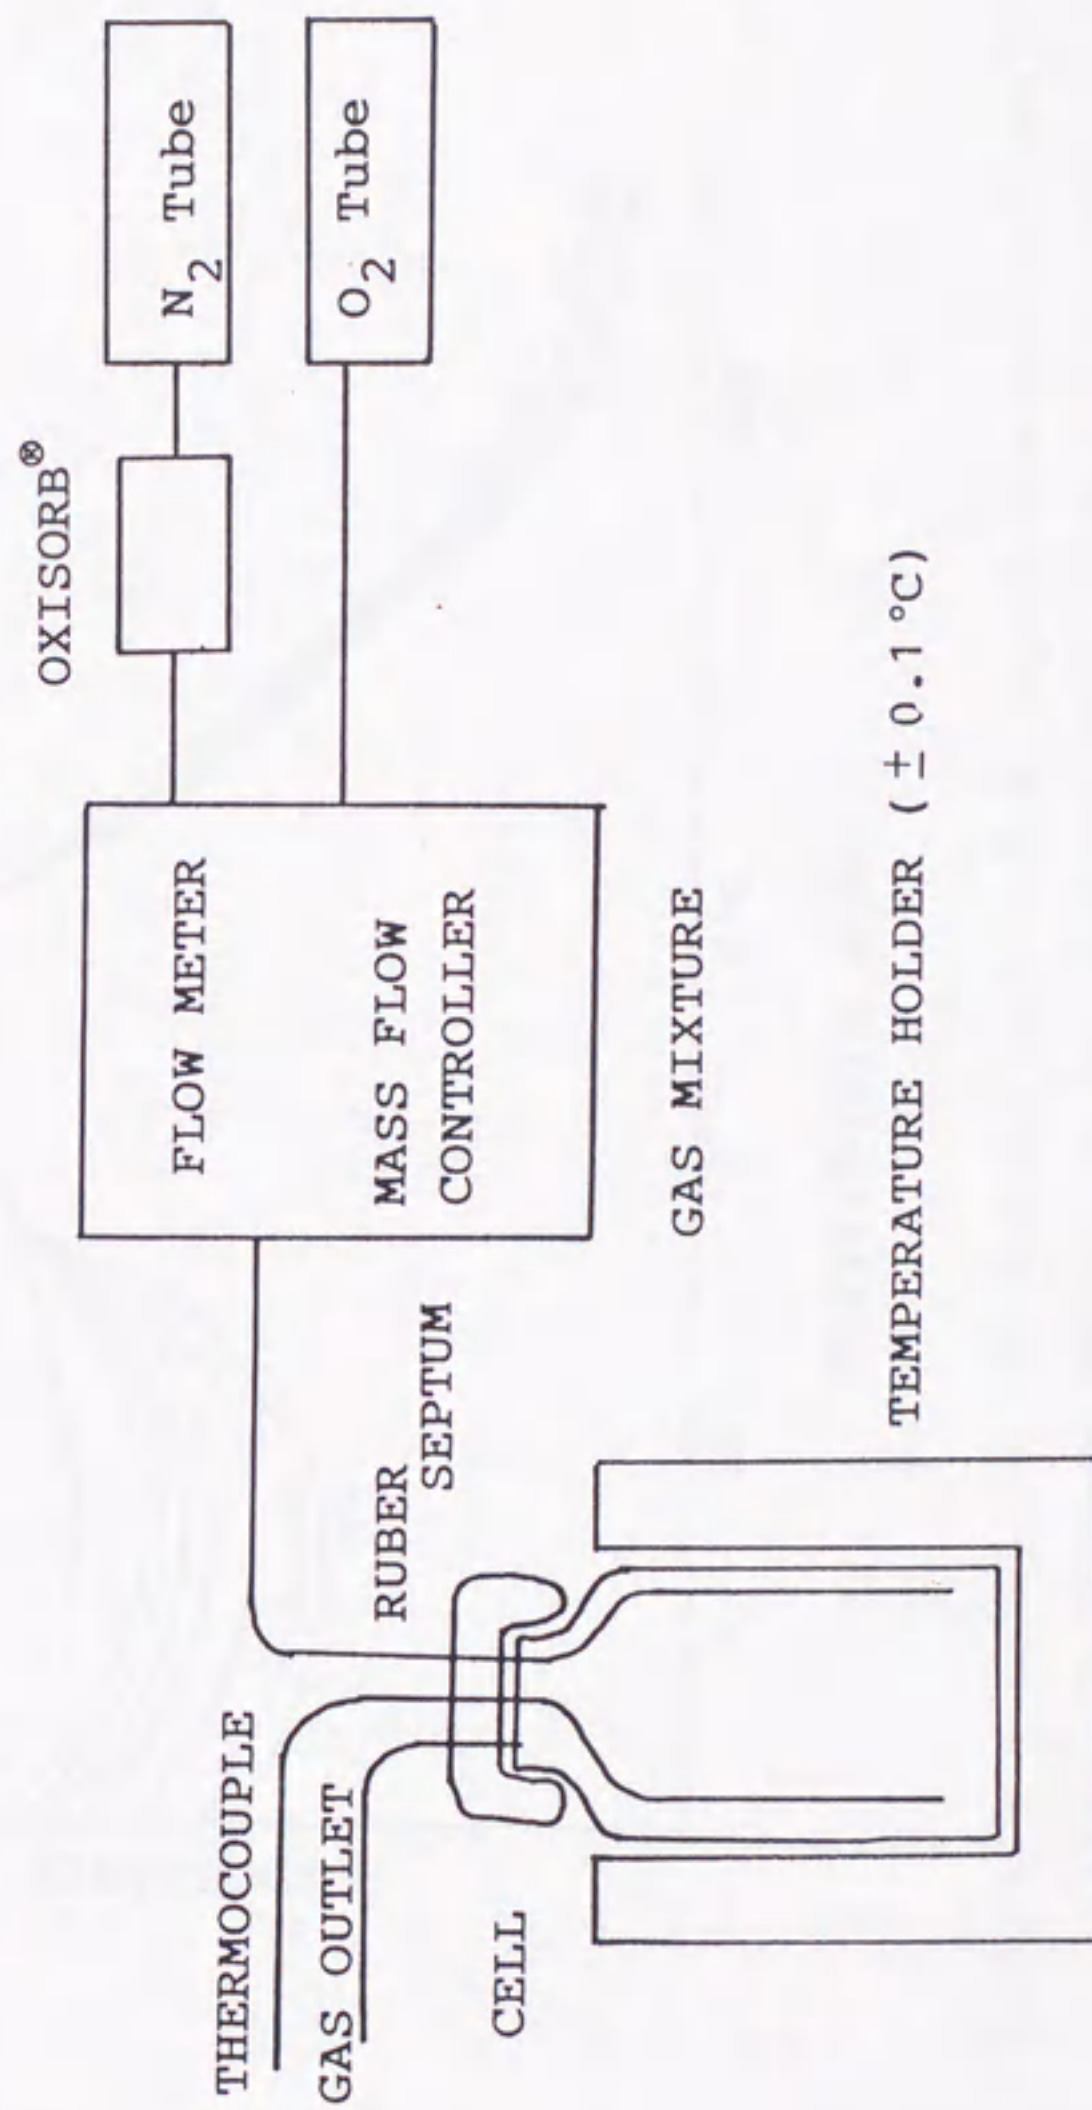 OXISORB®
N2 Tube
O2 Tube
FLOW METER
MASS FLOW
CONTROLLER
GAS MIXTURE
THERMOCOUPLE
GAS OUTLET
RUBER
SEPTUM
CELL
TEMPERATURE HOLDER ( ± 0.1 °C)